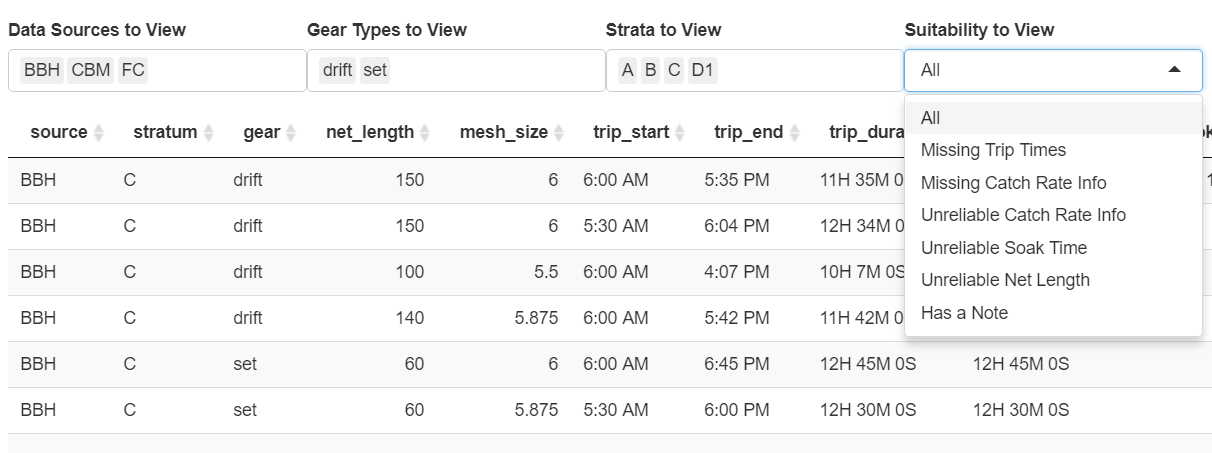 Data Sources to View Gear Types to View Strata to View Suitability to View
BBH CBM FC drift set A B C D1 All
All
source stratum gear net_length mesh_size trip_start trip_end trip_dura
Missing Trip Times
BBH C drift 150 6 6:00 AM 5:35 PM 11H 35M 0 Missing Catch Rate Info 1
Unreliable Catch Rate Info
BBH C drift 150 6 5:30 AM 6:04 PM 12H 34M 0 Unreliable Soak Time
BBH C drift 100 5.5 6:00 AM 4:07 PM 10H 7M 0S Unreliable Net Length
BBH C drift 140 5.875 6:00 AM 5:42 PM 11H 42M 0 Has a Note
BBH C set 60 6 6:00 AM 6:45 PM 12H 45M 0S 12H 45M 0S
BBH C set 60 5.875 5:30 AM 6:00 PM 12H 30M 0S 12H 30M 0S